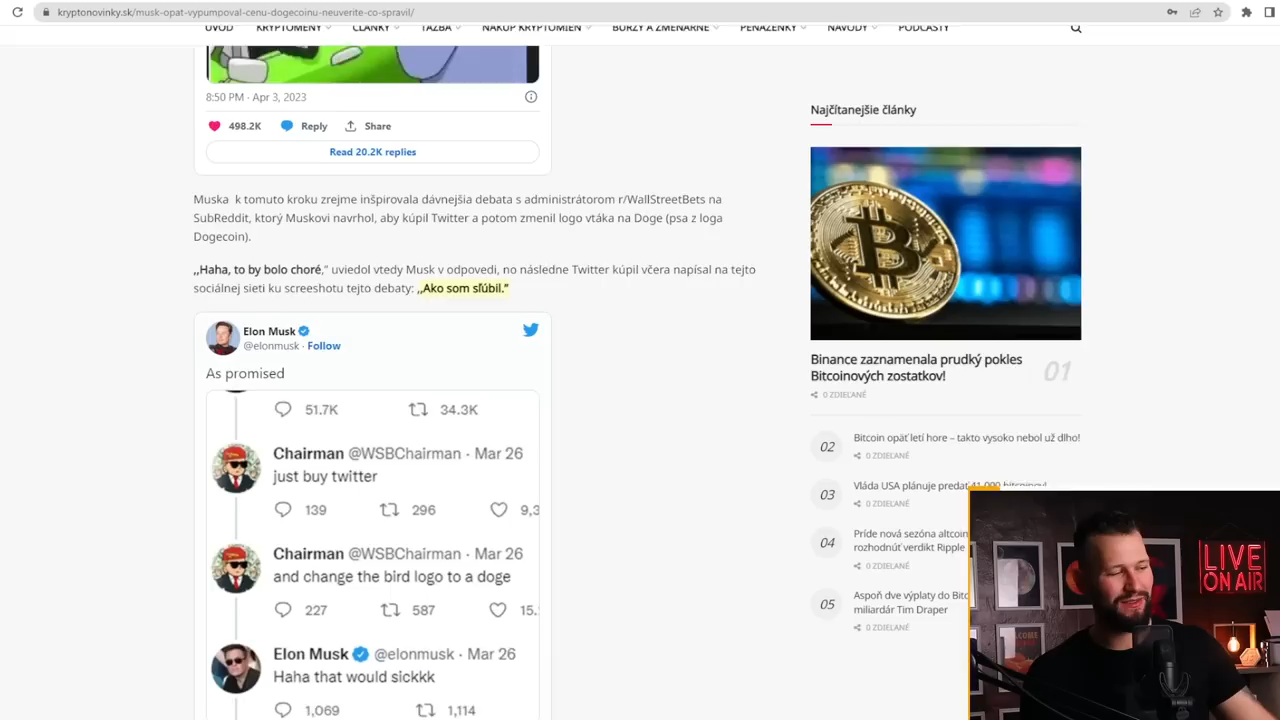 kryptonovinky.sk/musk-opat-vypumpoval-cenu-dogecoinu-neuverite-co-spravil/
ÚVOD KRYPTOMENY ČLÁNKY ŤAŽBA NÁKUP KRYPTOMIEN BURZY A ZMENÁRNE PEŇAŽENKY NÁVODY PODCASTY
8:50 PM · Apr 3, 2023
498.2K Reply Share
Read 20.2K replies
Muska k tomuto kroku zrejme inšpirovala dávnejšia debata s administrátorom r/WallStreetBets na
SubReddit, ktorý Muskovi navrhol, aby kúpil Twitter a potom zmenil logo vtáka na Doge (psa z loga
Dogecoin).
,,Haha, to by bolo choré,” uviedol vtedy Musk v odpovedi, no následne Twitter kúpil včera napísal na tejto
sociálnej sieti ku screeshotu tejto debaty: ,,Ako som sľúbil.”
Elon Musk
@elonmusk · Follow
As promised
51.7K 34.3K
Chairman @WSBChairman · Mar 26
just buy twitter
139 296 9,3
Chairman @WSBChairman · Mar 26
and change the bird logo to a doge
227 587 15.
Elon Musk @elonmusk · Mar 26
Haha that would sickkk
1,069 1,114
Najčítanejšie články
Binance zaznamenala prudký pokles
Bitcoinových zostatkov!
01
0 ZDIEĽANÉ
02
Bitcoin opäť letí hore – takto vysoko nebol už dlho!
0 ZDIEĽANÉ
03
Vláda USA plánuje predať 41 000 bitcoinov!
0 ZDIEĽANÉ
04
Príde nová sezóna altcoin
rozhodnúť verdikt Ripple
0 ZDIEĽANÉ
05
Aspoň dve výplaty do Bitc
miliardár Tim Draper
0 ZDIEĽANÉ
LIVE
ON AIR